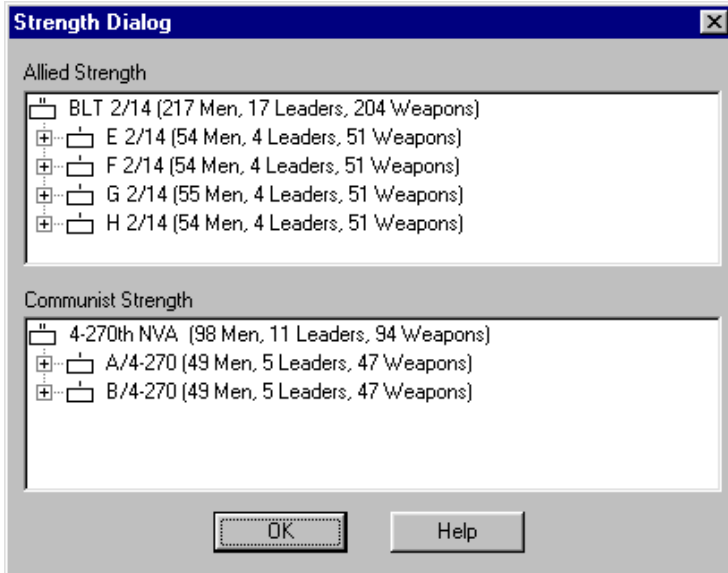 Strength Dialog
Allied Strength
BLT 2/14 (217 Men, 17 Leaders, 204 Weapons)
E 2/14 (54 Men, 4 Leaders, 51 Weapons)
F 2/14 (54 Men, 4 Leaders, 51 Weapons)
G 2/14 (55 Men, 4 Leaders, 51 Weapons)
H 2/14 (54 Men, 4 Leaders, 51 Weapons)
Communist Strength
4-270th NVA (98 Men, 11 Leaders, 94 Weapons)
A/4-270 (49 Men, 5 Leaders, 47 Weapons)
B/4-270 (49 Men, 5 Leaders, 47 Weapons)
OK Help